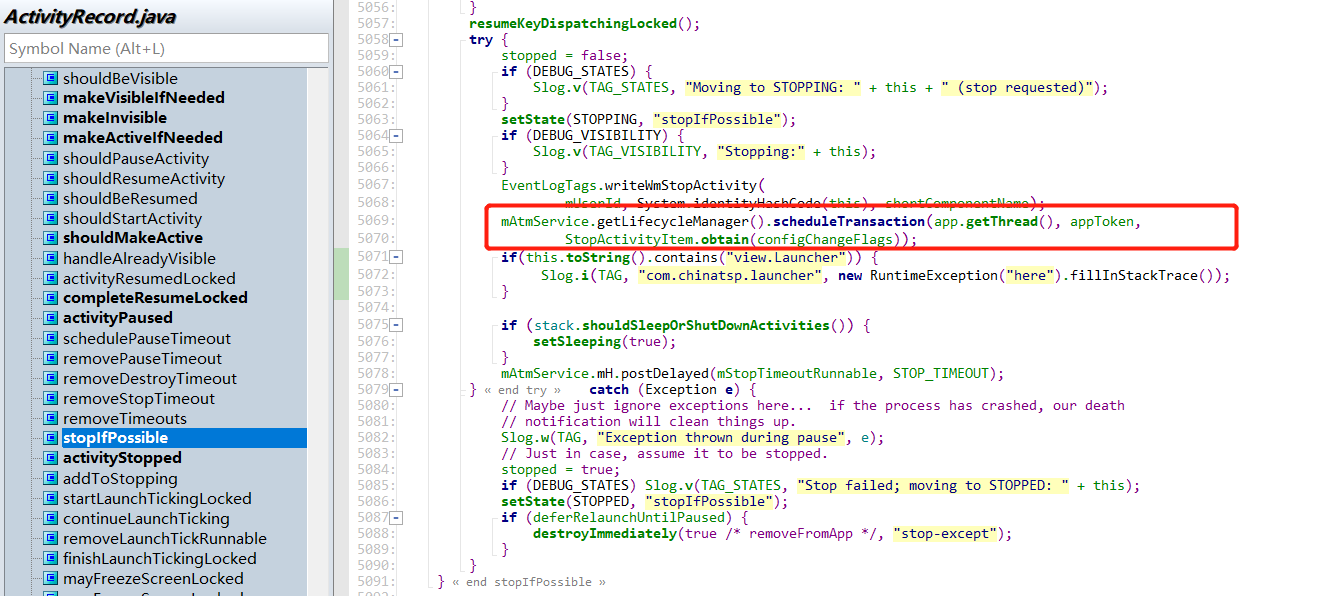 ActivityRecord.java
Symbol Name (Alt+L)
shouldBeVisible
makeVisibleIfNeeded
makeInvisible
makeActiveIfNeeded
shouldPauseActivity
shouldResumeActivity
shouldBeResumed
shouldStartActivity
shouldMakeActive
handleAlreadyVisible
activityResumedLocked
completeResumeLocked
activityPaused
schedulePauseTimeout
removePauseTimeout
removeDestroyTimeout
removeStopTimeout
removeTimeouts
stopIfPossible
activityStopped
addToStopping
startLaunchTickingLocked
continueLaunchTicking
removeLaunchTickRunnable
finishLaunchTickingLocked
mayFreezeScreenLocked
5056: }
5057: resumeKeyDispatchingLocked();
5058: try {
5059: stopped = false;
5060: if (DEBUG_STATES) {
5061: Slog.v(TAG_STATES, "Moving to STOPPING: " + this + " (stop requested)");
5062: }
5063: setState(STOPPING, "stopIfPossible");
5064: if (DEBUG_VISIBILITY) {
5065: Slog.v(TAG_VISIBILITY, "Stopping:" + this);
5066: }
5067: EventLogTags.writeWmStopActivity(
5068: mUserId, System.identityHashCode(this), shortComponentName);
5069: mAtmService.getLifecycleManager().scheduleTransaction(app.getThread(), appToken,
5070: StopActivityItem.obtain(configChangeFlags));
5071: if(this.toString().contains("view.Launcher")) {
5072: Slog.i(TAG, "com.chinatsp.launcher", new RuntimeException("here").fillInStackTrace());
5073: }
5074:
5075: if (stack.shouldSleepOrShutDownActivities()) {
5076: setSleeping(true);
5077: }
5078: mAtmService.mH.postDelayed(mStopTimeoutRunnable, STOP_TIMEOUT);
5079: } « end try » catch (Exception e) {
5080: // Maybe just ignore exceptions here... if the process has crashed, our death
5081: // notification will clean things up.
5082: Slog.w(TAG, "Exception thrown during pause", e);
5083: // Just in case, assume it to be stopped.
5084: stopped = true;
5085: if (DEBUG_STATES) Slog.v(TAG_STATES, "Stop failed; moving to STOPPED: " + this);
5086: setState(STOPPED, "stopIfPossible");
5087: if (deferRelaunchUntilPaused) {
5088: destroyImmediately(true /* removeFromApp */, "stop-except");
5089: }
5090: }
5091: } « end stopIfPossible »